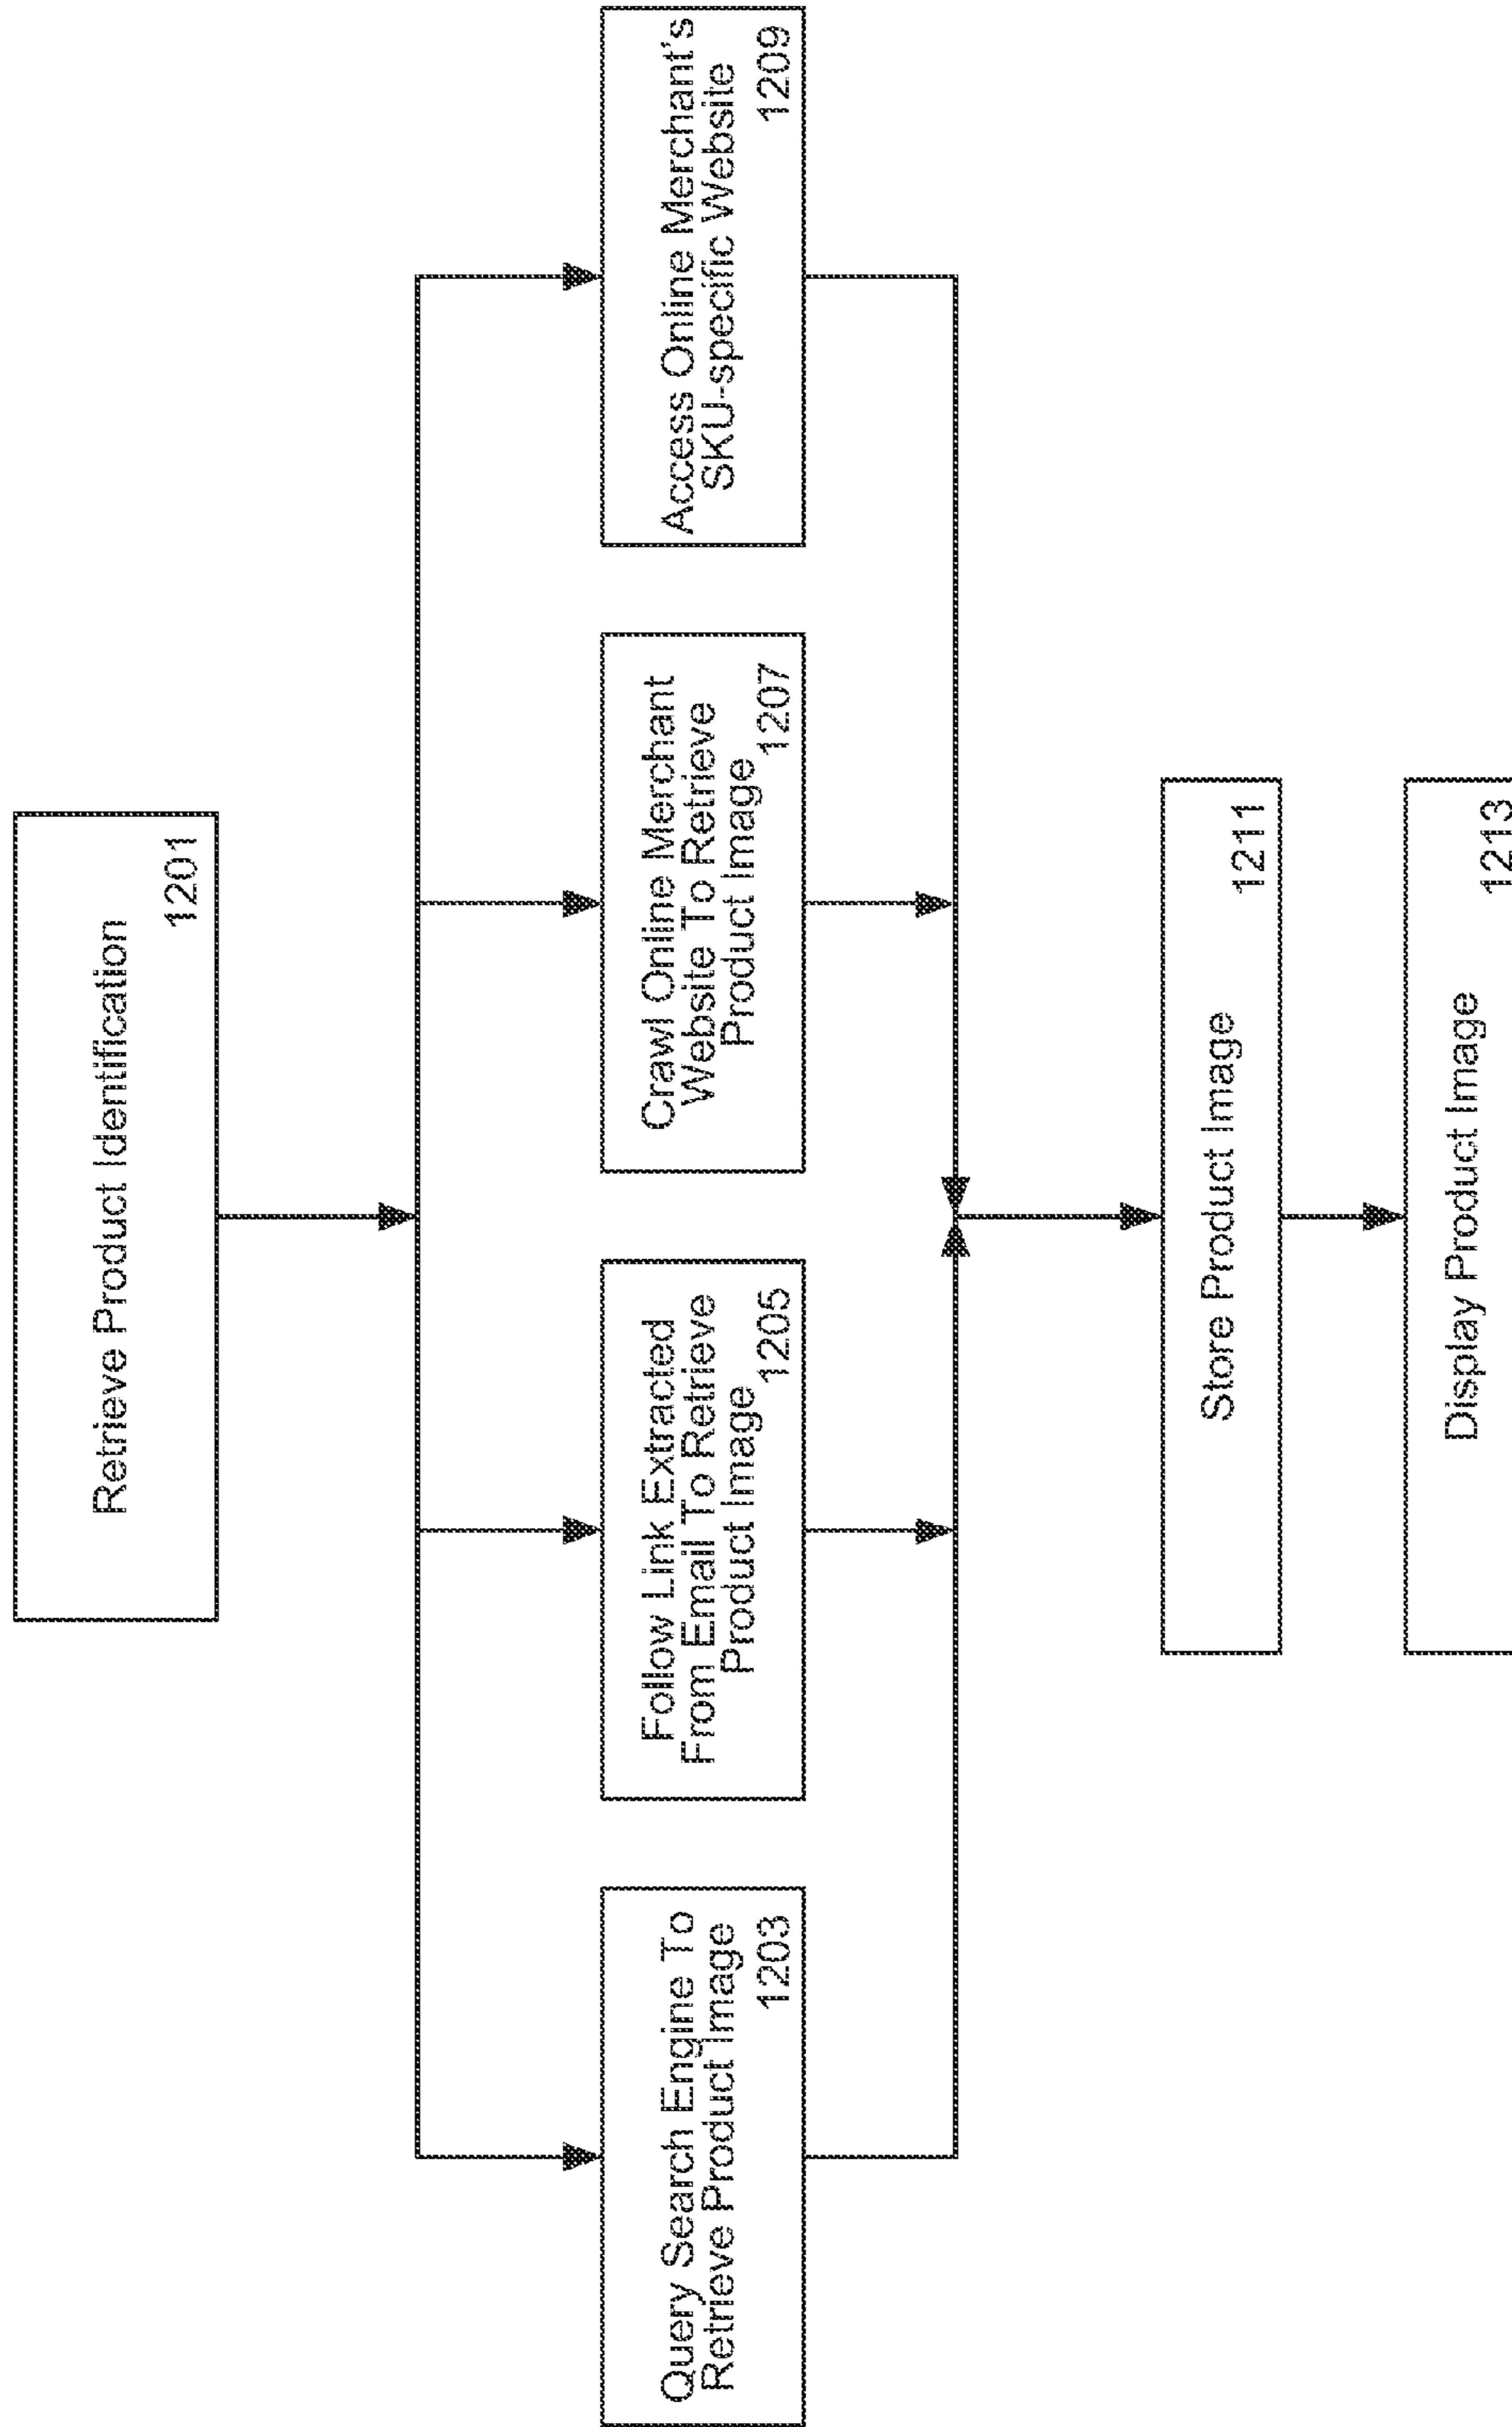 Retrieve Product Identification
1201
Query Search Engine To
Retrieve Product Image
1203
Follow Link Extracted
From Email To Retrieve
Product Image
1205
Crawl Online Merchant
Website To Retrieve
Product Image
1207
Access Online Merchant's
SKU-specific Website
1209
Store Product Image
1211
Display Product Image
1213